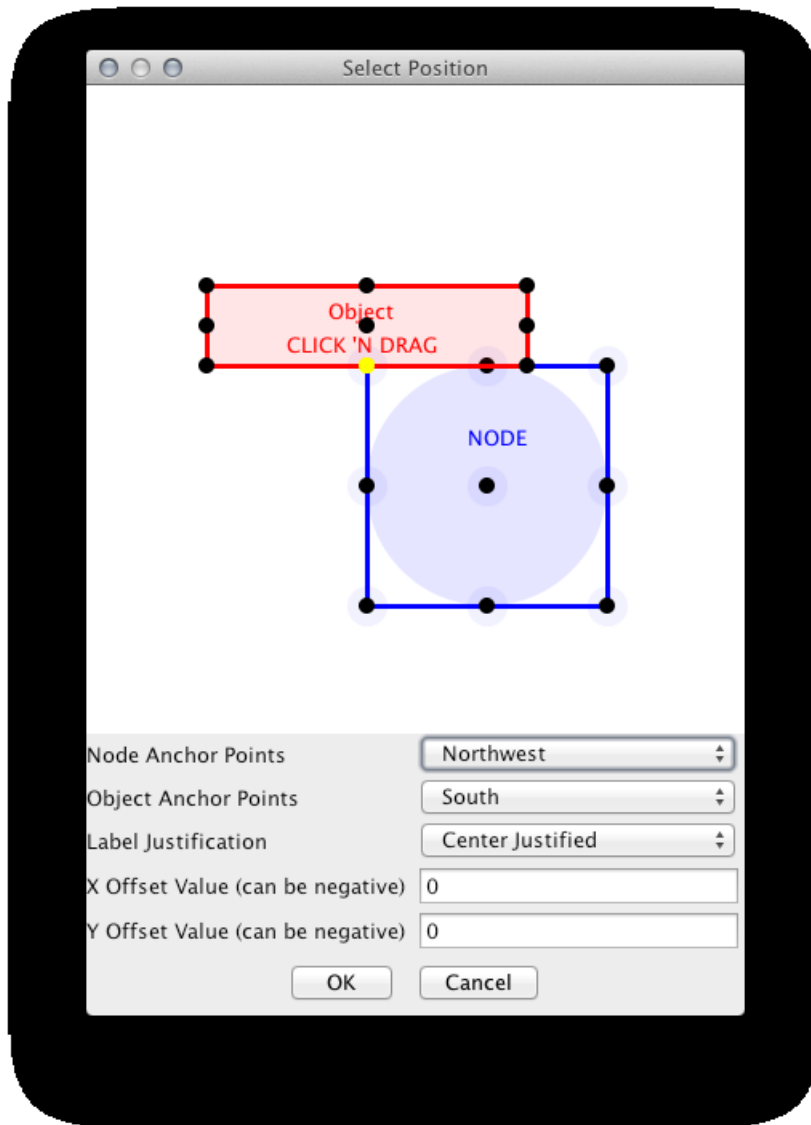 Select Position
Object
CLICK 'N DRAG
NODE
Node Anchor Points Northwest
Object Anchor Points South
Label Justification Center Justified
X Offset Value (can be negative) 0
Y Offset Value (can be negative) 0
OK Cancel